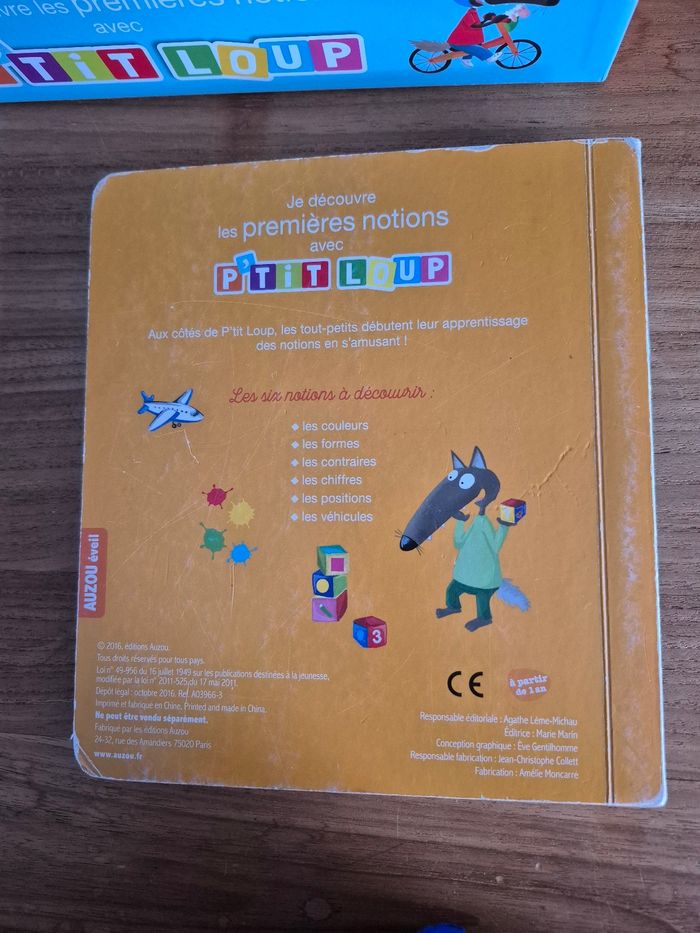 les premières
avec
TiT LOUP
Je découvre
les premières notions
avec
P'TiT LOUP
Aux côtés de P'tit Loup, les tout-petits débutent leur apprentissage
des notions en s'amusant !
Les six notions à découvrir :
◆ les couleurs
◆ les formes
◆ les contraires
◆ les chiffres
◆ les positions
◆ les véhicules
3
AUZOU éveil
© 2016, éditions Auzou.
Tous droits réservés pour tous pays.
Loi n° 49-956 du 16 juillet 1949 sur les publications destinées à la jeunesse,
modifiée par la loi n° 2011-525 du 17 mai 2011.
Dépôt légal : octobre 2016. Ref. A03966-3
Imprimé et fabriqué en Chine, Printed and made in China.
Ne peut être vendu séparément.
Fabriqué par les éditions Auzou
24-32, rue des Amandiers 75020 Paris
www.auzou.fr
CE
à partir
de 1 an
Responsable éditoriale : Agathe Lème-Michau
Éditrice : Marie Marin
Conception graphique : Ève Gentilhomme
Responsable fabrication : Jean-Christophe Collett
Fabrication : Amélie Moncarré